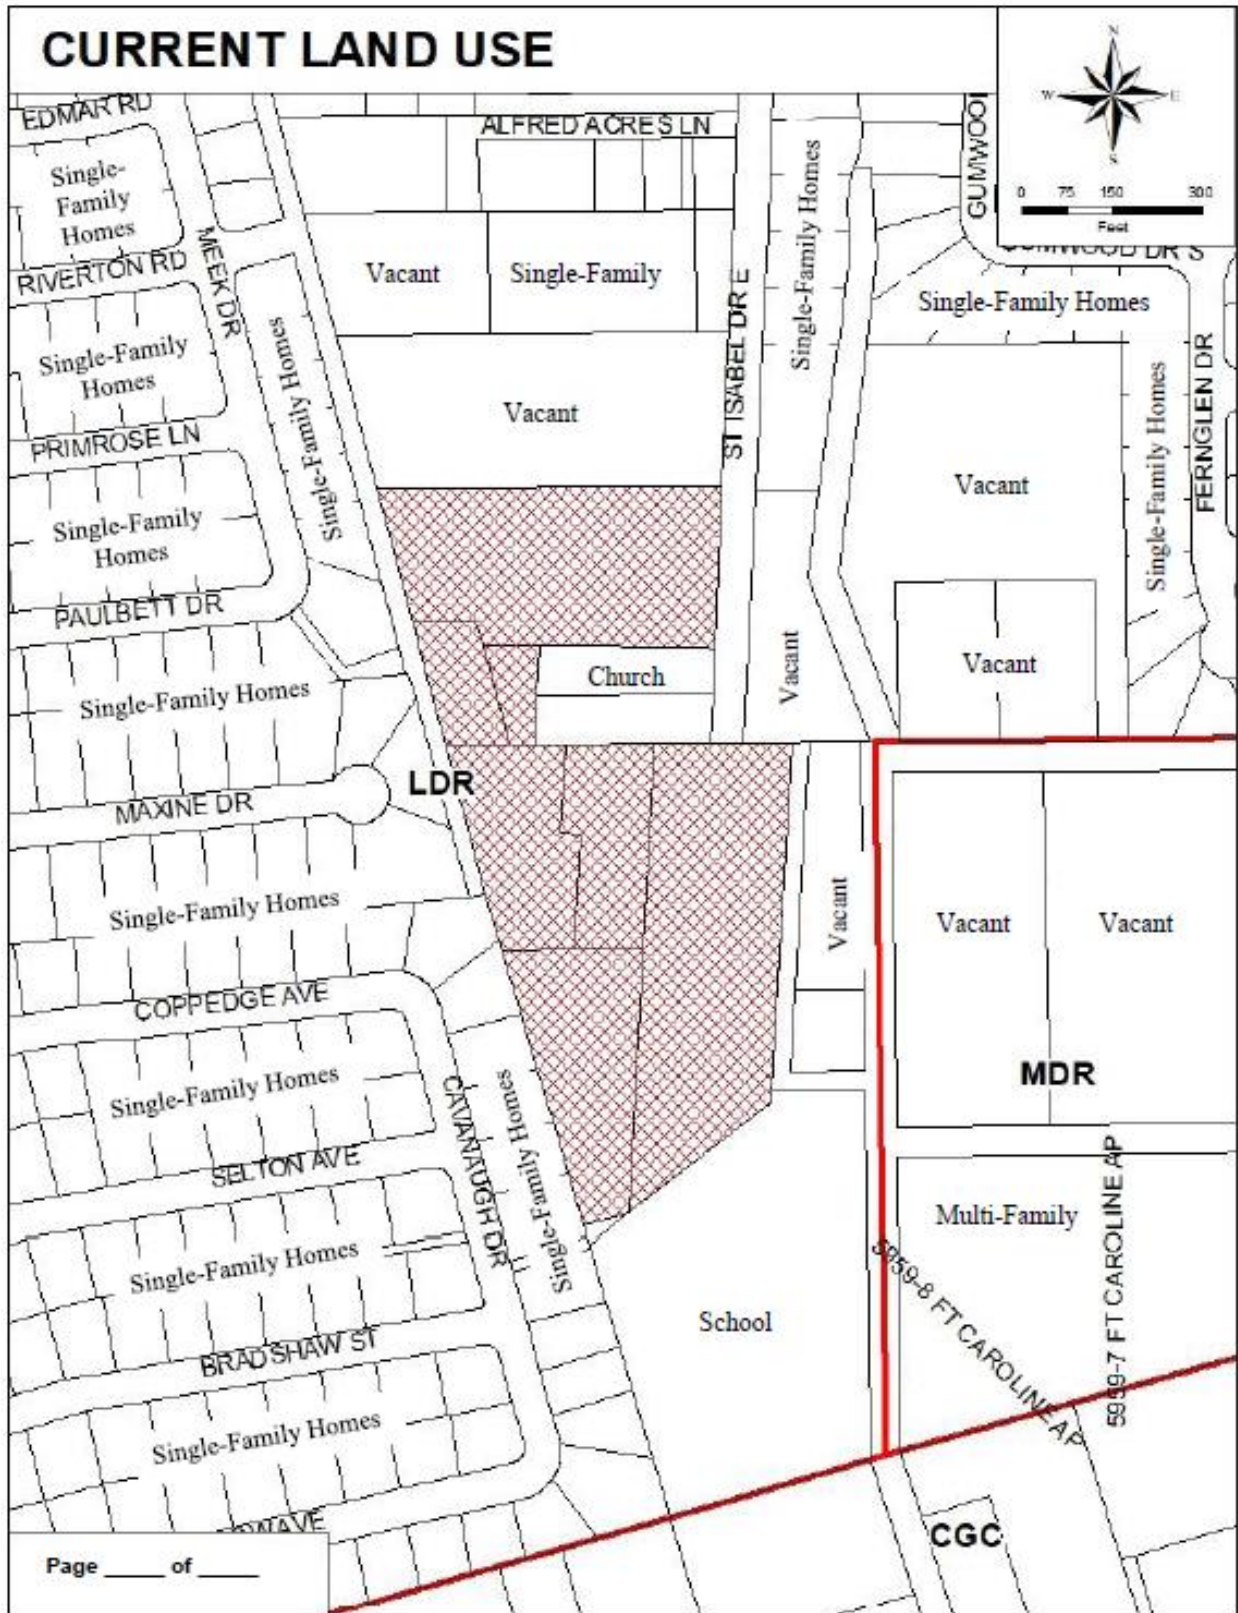 CURRENT LAND USE
N
W
E
S
0 75 150 300
Feet
EDMAR RD
ALFRED ACRES LN
Single-
Family
Homes
MEEK DR
RIVERTON RD
Vacant
Single-Family
ST ISABEL DR E
Single-Family Homes
Single-Family Homes
FERNGLEN DR
Single-Family
Homes
Single-Family Homes
Vacant
PRIMROSE LN
Single-Family
Homes
Vacant
Single-Family Homes
PAULBETT DR
Church
Vacant
Vacant
Single-Family Homes
LDR
MAXINE DR
Single-Family Homes
Vacant
Vacant
Vacant
COPPEDGE AVE
MDR
Single-Family Homes
CAVANAUGH DR
Single-Family Homes
SELTON AVE
Multi-Family
5959-8 FT CAROLINE AP
5959-7 FT CAROLINE AP
Single-Family Homes
School
BRADSHAW ST
Single-Family Homes
CGC
Page _____ of _____